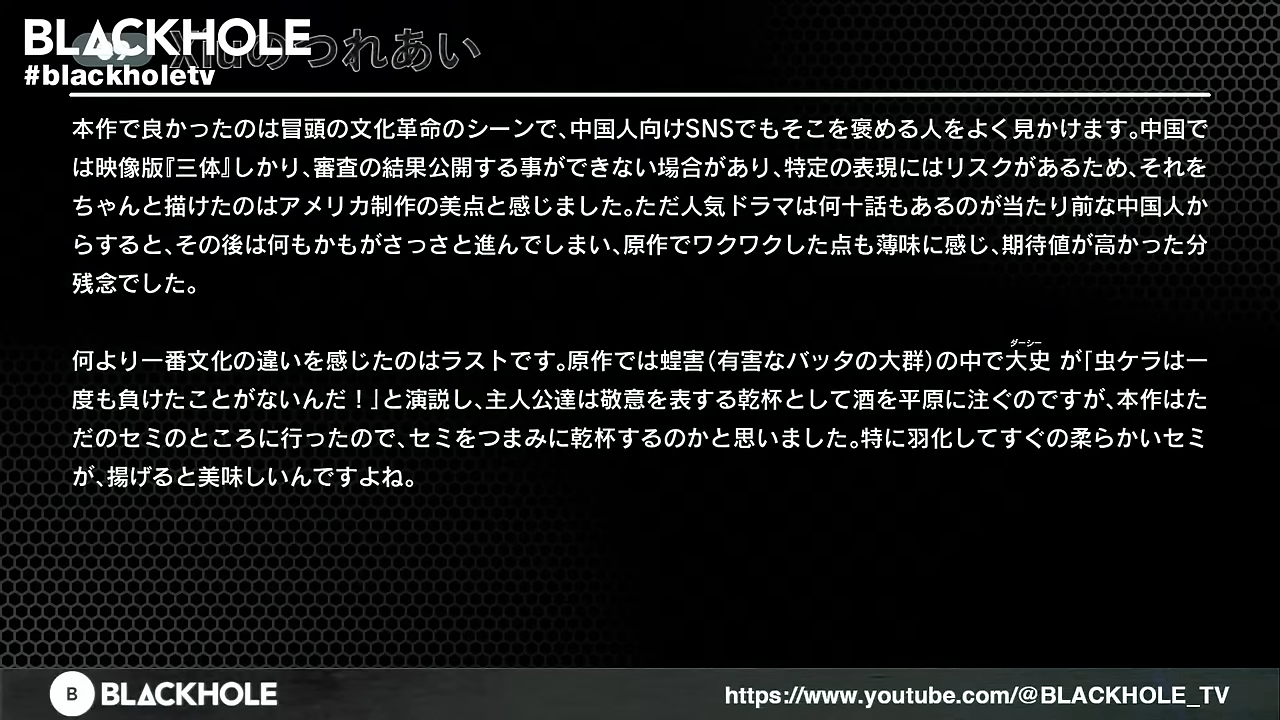 BLACKHOLE
のつれあい
#blackholetv
本作で良かったのは冒頭の文化革命のシーンで、中国人向けSNSでもそこを褒める人をよく見かけます。中国で
は映像版『三体』しかり、審査の結果公開する事ができない場合があり、特定の表現にはリスクがあるため、それを
ちゃんと描けたのはアメリカ制作の美点と感じました。ただ人気ドラマは何十話もあるのが当たり前な中国人か
らすると、その後は何もかもがさっさと進んでしまい、原作でワクワクした点も薄味に感じ、期待値が高かった分
残念でした。
ダーシー
何より一番文化の違いを感じたのはラストです。原作では蝗害(有害なバッタの大群)の中で大史 が「虫ケラは一
度も負けたことがないんだ！」と演説し、主人公達は敬意を表する乾杯として酒を平原に注ぐのですが、本作はた
だのセミのところに行ったので、セミをつまみに乾杯するのかと思いました。特に羽化してすぐの柔らかいセミ
が、揚げると美味しいんですよね。
B BLACKHOLE
https://www.youtube.com/@BLACKHOLE_TV